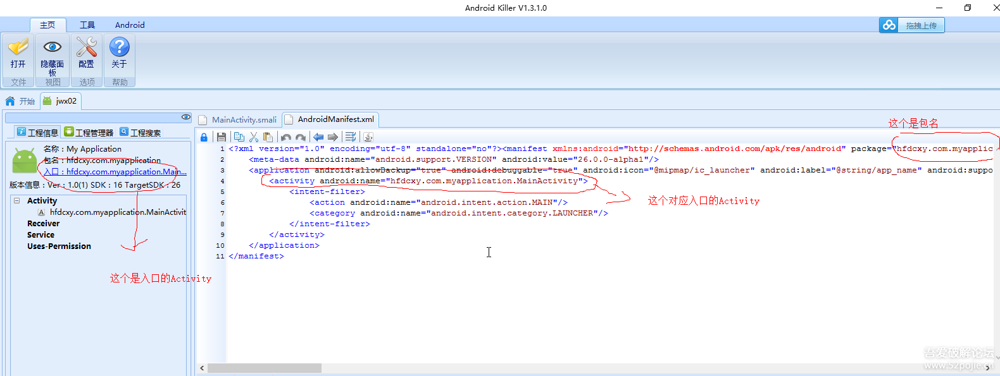 Android Killer V1.3.1.0
主页 工具 Android
拖拽上传
打开 隐藏面板 配置 关于
文件 视图 选项 帮助
开始 jwx02
MainActivity.smali AndroidManifest.xml
这个是包名
工程信息 工程管理器 工程搜索
名称：My Application
包名：hfdcxy.com.myapplication
入口：hfdcxy.com.myapplication.Main...
版本信息：Ver：1.0(1) SDK：16 TargetSDK：26
Activity
A hfdcxy.com.myapplication.MainActivit
Receiver
Service
Uses-Permission
这个是入口的Activity
1 <?xml version="1.0" encoding="utf-8" standalone="no"?><manifest xmlns:android="http://schemas.android.com/apk/res/android" package="hfdcxy.com.myapplic
2 <meta-data android:name="android.support.VERSION" android:value="26.0.0-alpha1"/>
3 <application android:allowBackup="true" android:debuggable="true" android:icon="@mipmap/ic_launcher" android:label="@string/app_name" android:suppo
4 <activity android:name="hfdcxy.com.myapplication.MainActivity">
5 <intent-filter>
6 <action android:name="android.intent.action.MAIN"/>
7 <category android:name="android.intent.category.LAUNCHER"/>
8 </intent-filter>
9 </activity>
10 </application>
11 </manifest>
这个对应入口的Activity
吾爱破解论坛
www.52pojie.cn